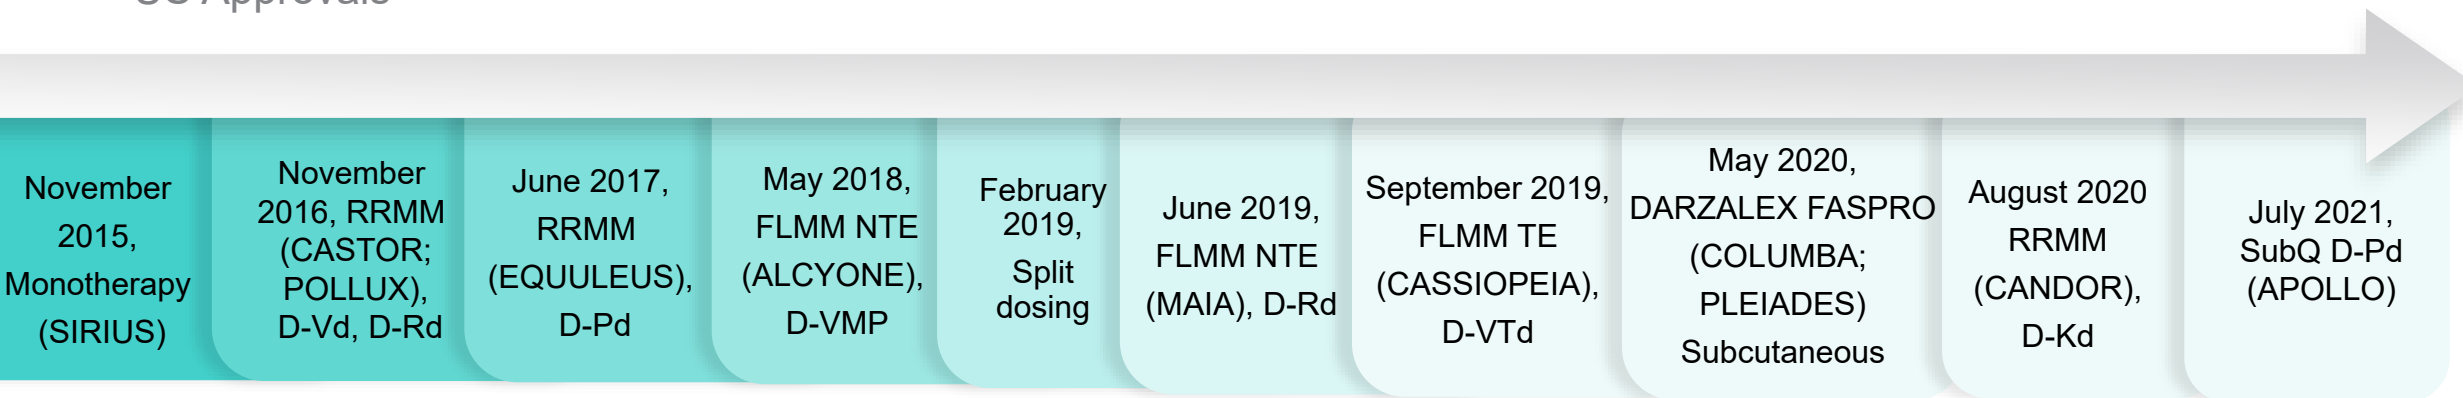 US Approvals
November
2015,
Monotherapy
(SIRIUS)
November
2016, RRMM
(CASTOR;
POLLUX),
D-Vd, D-Rd
June 2017,
RRMM
(EQUULEUS),
D-Pd
May 2018,
FLMM NTE
(ALCYONE),
D-VMP
February
2019,
Split
dosing
June 2019,
FLMM NTE
(MAIA), D-Rd
September 2019,
FLMM TE
(CASSIOPEIA),
D-VTd
May 2020,
DARZALEX FASPRO
(COLUMBA;
PLEIADES)
Subcutaneous
August 2020
RRMM
(CANDOR),
D-Kd
July 2021,
SubQ D-Pd
(APOLLO)